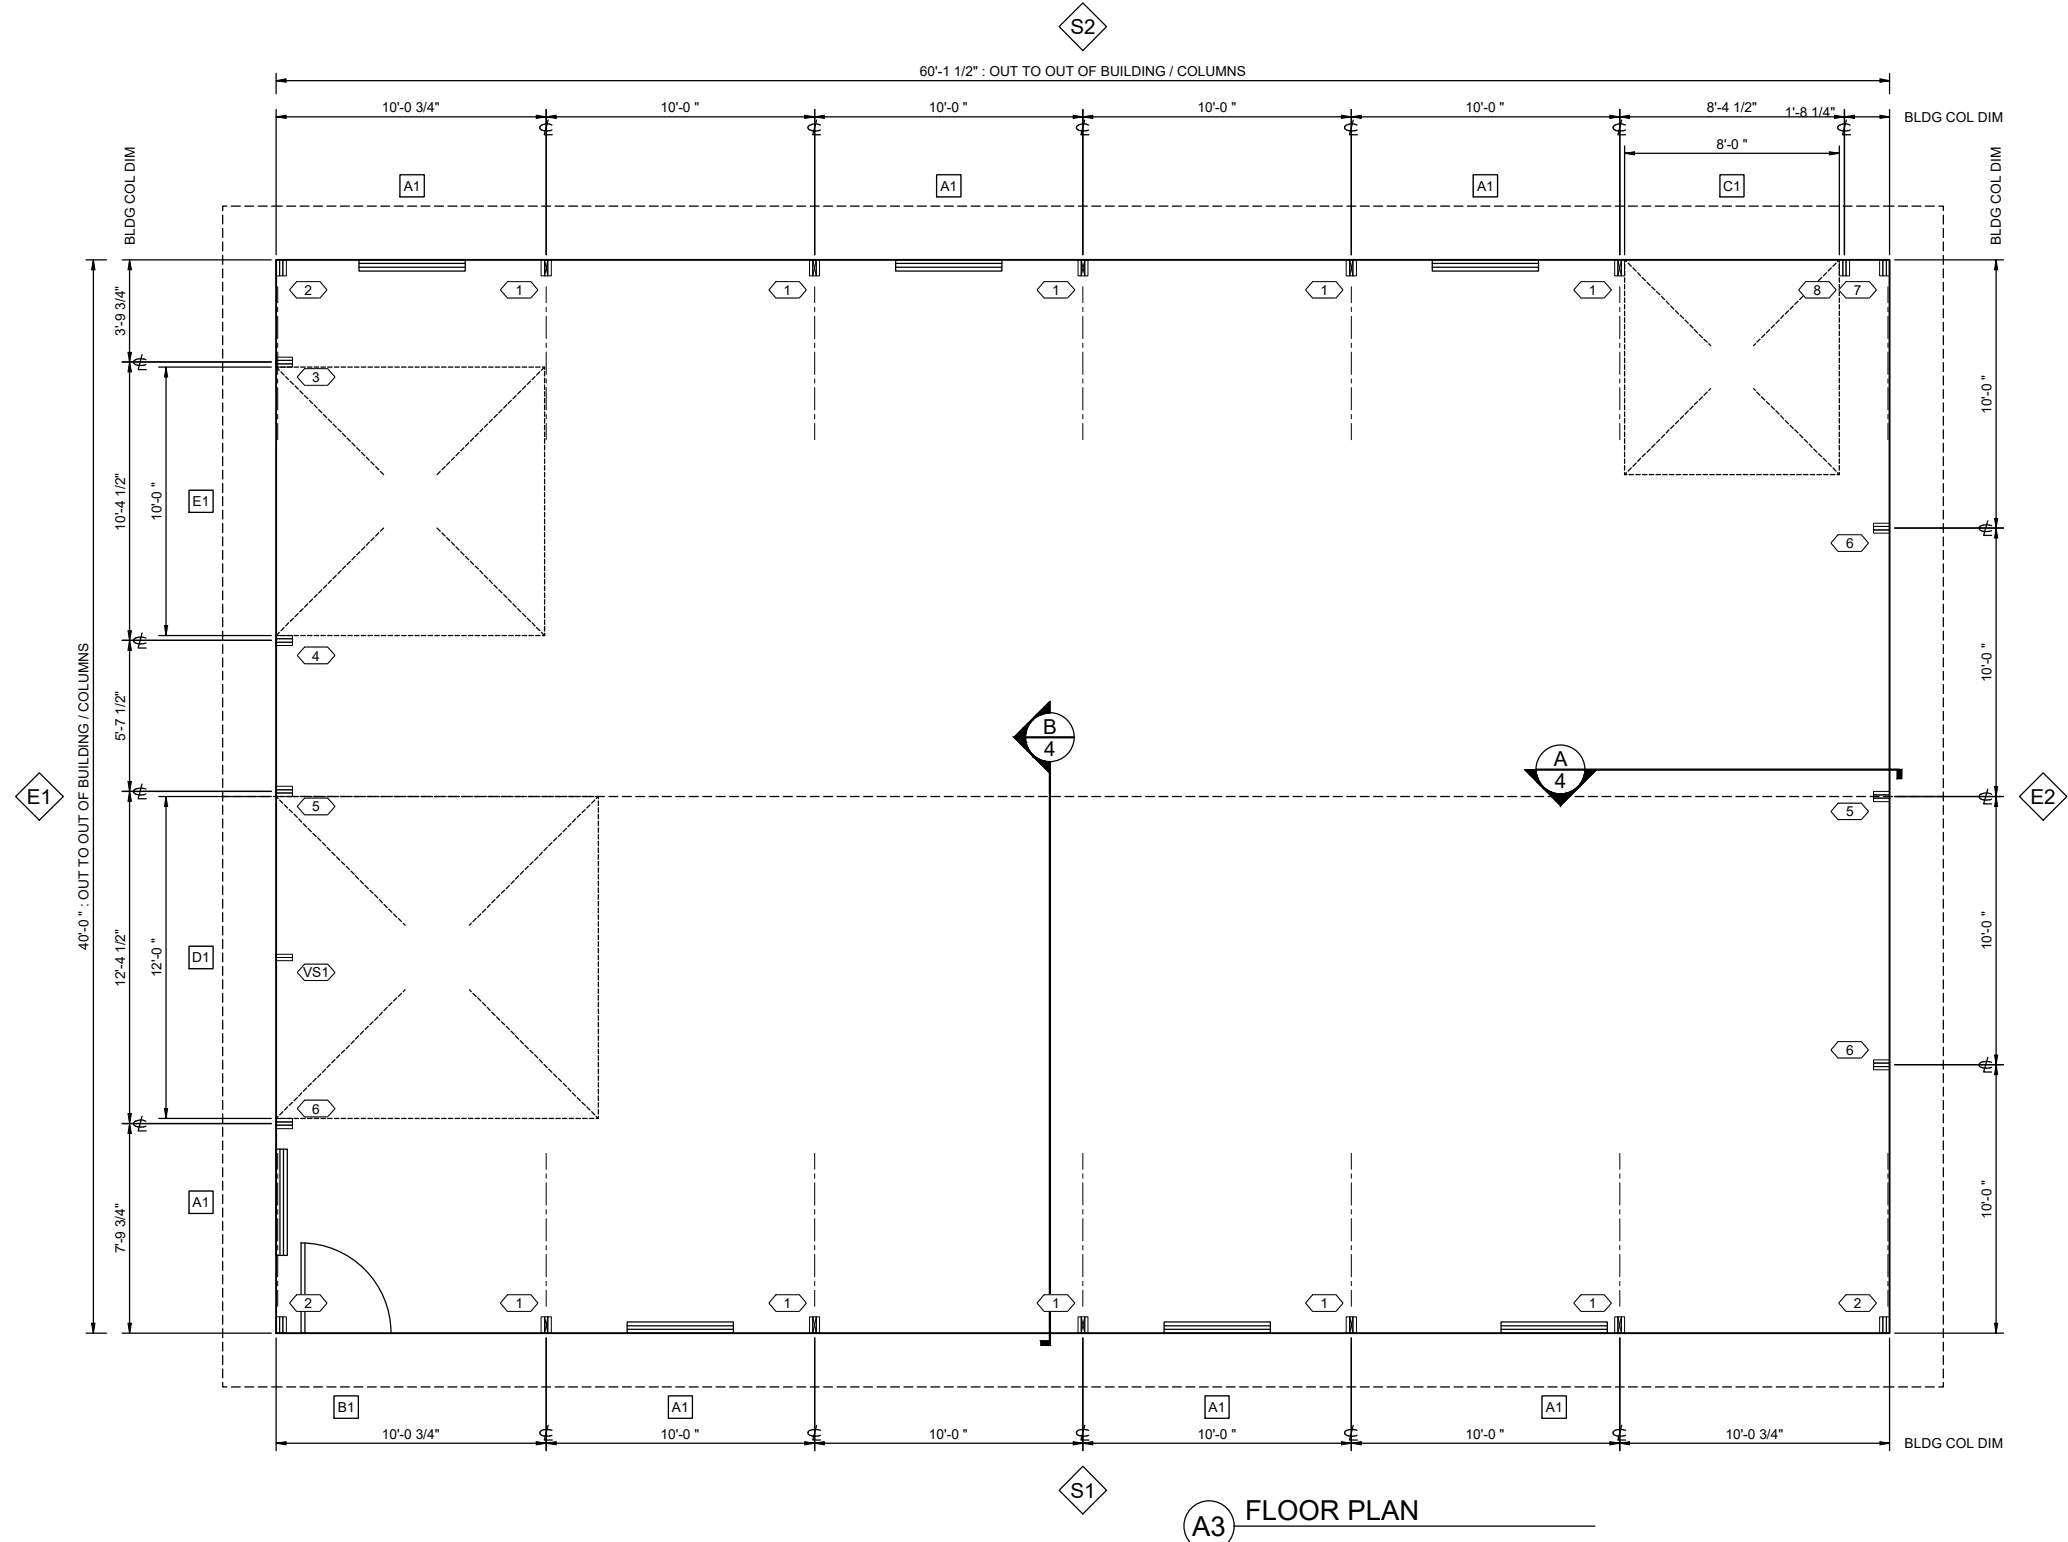 S2
60'-1 1/2" : OUT TO OUT OF BUILDING / COLUMNS
10'-0 3/4" 10'-0 " 10'-0 " 10'-0 " 10'-0 " 8'-4 1/2" 1'-8 1/4" BLDG COL DIM
℄ ℄ ℄ ℄ ℄ ℄
8'-0 "
A1 A1 A1 C1
BLDG COL DIM
BLDG COL DIM
2 1 1 1 1 1 8 7
3'-9 3/4"
℄
3
10'-4 1/2"
10'-0 "
E1
10'-0 "
℄
6
℄
4
5'-7 1/2"
10'-0 "
B
4
A
4
E1
40'-0 " : OUT TO OUT OF BUILDING / COLUMNS
℄
5
℄
5
E2
12'-4 1/2"
12'-0 "
D1
VS1
10'-0 "
6
℄
6
℄
A1
7'-9 3/4"
10'-0 "
2 1 1 1 1 1 2
B1 A1 A1 A1
℄ ℄ ℄ ℄ ℄
10'-0 3/4" 10'-0 " 10'-0 " 10'-0 " 10'-0 " 10'-0 3/4" BLDG COL DIM
S1
A3 FLOOR PLAN